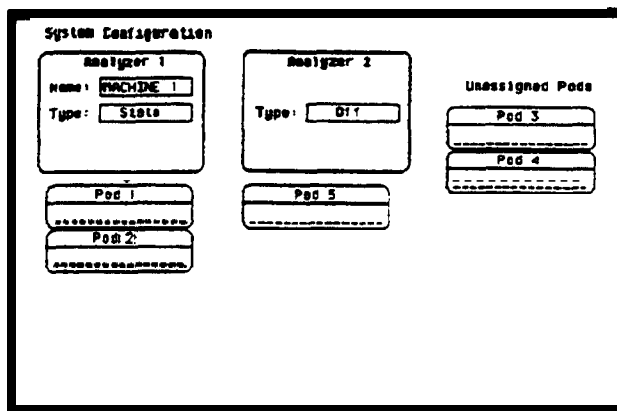 System Configuration
Analyzer 1
Name: MACHINE 1
Type: State
Pod 1
Pod 2
Analyzer 2
Type: Off
Pod 5
Unassigned Pods
Pod 3
Pod 4